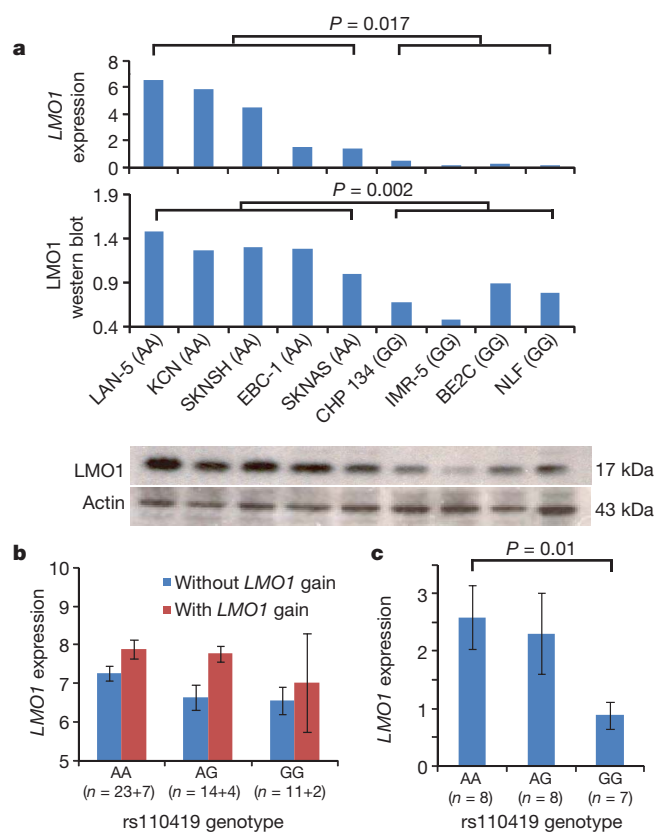 a
P = 0.017
LMO1 expression
8
6
4
2
0
P = 0.002
LMO1 western blot
1.9
1.4
0.9
0.4
LAN-5 (AA)
KCN (AA)
SKNSH (AA)
EBC-1 (AA)
SKNAS (AA)
CHP 134 (GG)
IMR-5 (GG)
BE2C (GG)
NLF (GG)
LMO1
17 kDa
Actin
43 kDa
b
LMO1 expression
10
9
8
7
6
5
Without LMO1 gain
With LMO1 gain
AA
(n = 23+7)
AG
(n = 14+4)
GG
(n = 11+2)
rs110419 genotype
c
P = 0.01
LMO1 expression
3
2
1
0
AA
(n = 8)
AG
(n = 8)
GG
(n = 7)
rs110419 genotype